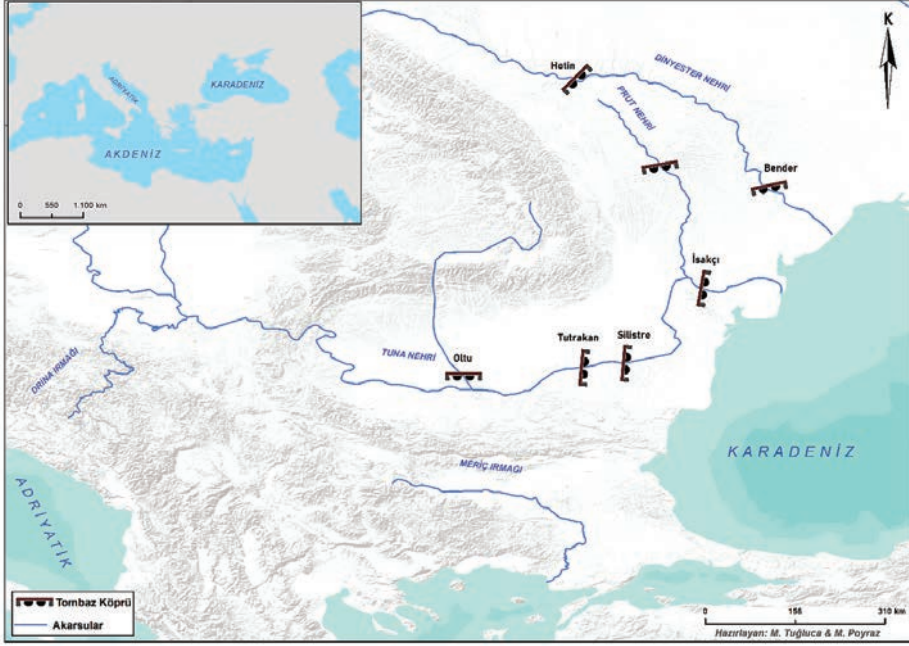 ADRİYATİK
KARADENİZ
AKDENİZ
0 550 1.100 km
K
Hotin
DİNYESTER NEHRİ
PRUT NEHRİ
Bender
İsakçı
Tutrakan
Silistre
TUNA NEHRİ
Oltu
DRINA IRMAĞI
MERİÇ IRMAĞI
KARADENİZ
ADRİYATİK
Tombaz Köprü
Akarsular
0 155 310 km
Hazırlayan: M. Tuğluca & M. Poyraz